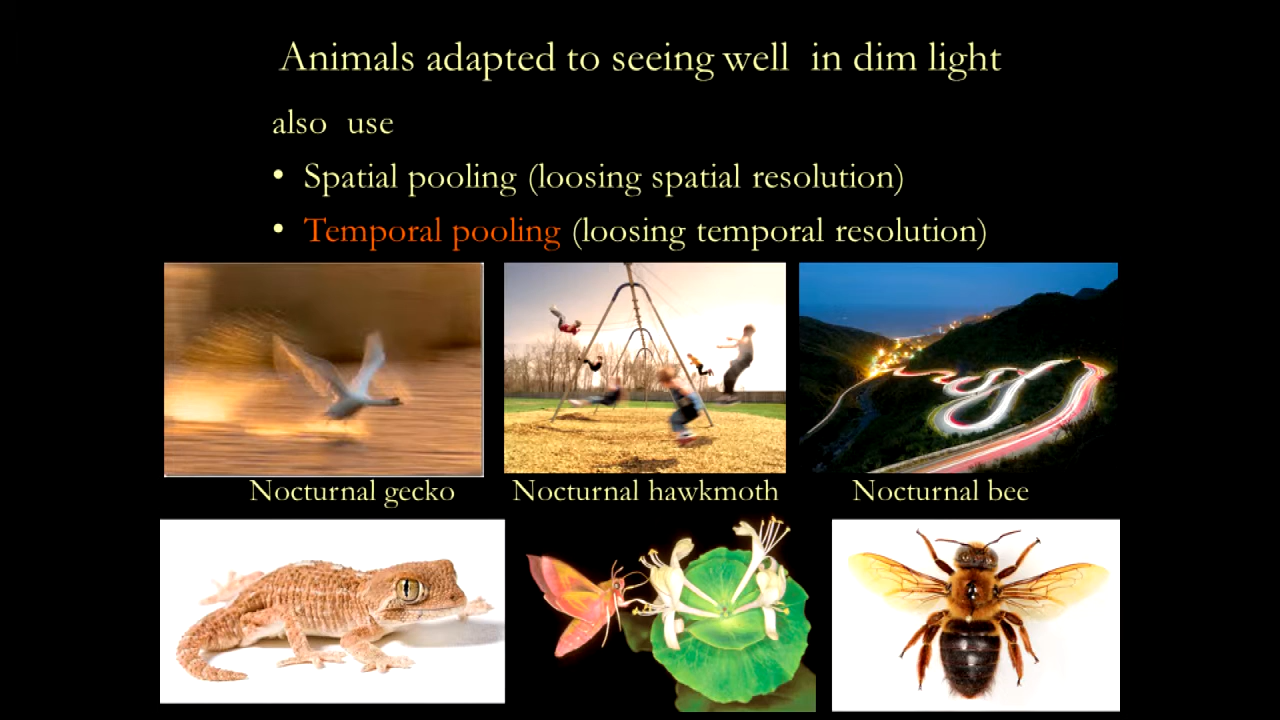 Animals adapted to seeing well in dim light
also use
• Spatial pooling (loosing spatial resolution)
• Temporal pooling (loosing temporal resolution)
Nocturnal gecko
Nocturnal hawkmoth
Nocturnal bee